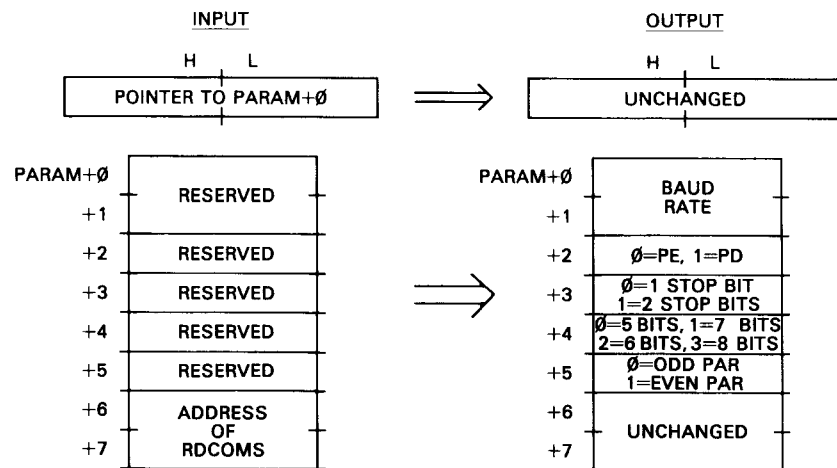 INPUT
H L
POINTER TO PARAM+Ø
PARAM+Ø
+1
RESERVED
+2 RESERVED
+3 RESERVED
+4 RESERVED
+5 RESERVED
+6
+7
ADDRESS
OF
RDCOMS
OUTPUT
H L
UNCHANGED
PARAM+Ø
+1
BAUD
RATE
+2 Ø=PE, 1=PD
+3
Ø=1 STOP BIT
1=2 STOP BITS
+4
Ø=5 BITS, 1=7 BITS
2=6 BITS, 3=8 BITS
+5
Ø=ODD PAR
1=EVEN PAR
+6
+7
UNCHANGED